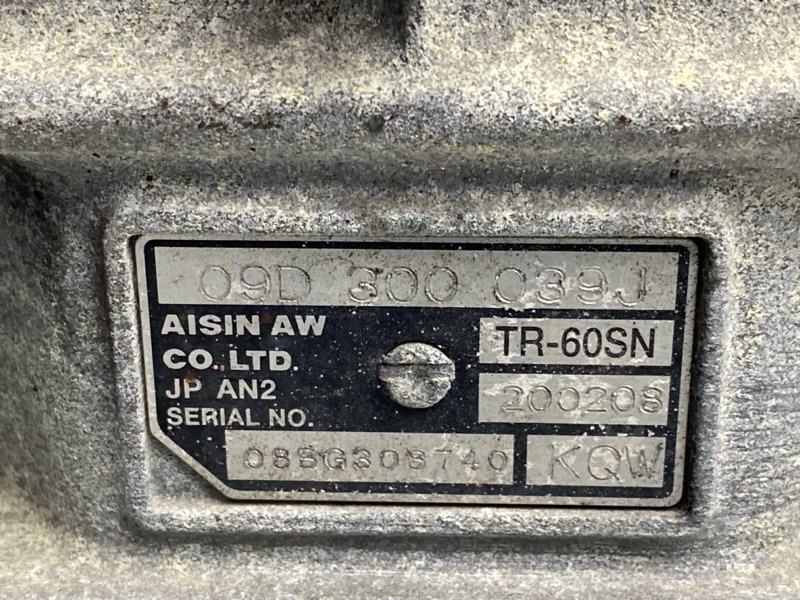 09D 300 039J
AISIN AW
CO.,LTD.
JP AN2
SERIAL NO.
TR-60SN
200208
08BG308740
KQW